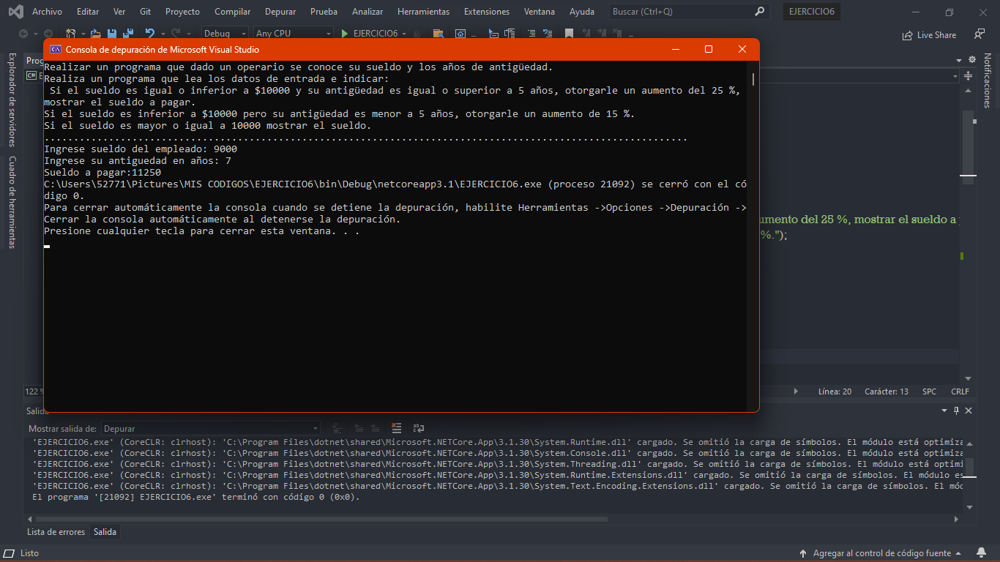 Archivo Editar Ver Git Proyecto Compilar Depurar Prueba Analizar Herramientas Extensiones Ventana Ayuda Buscar (Ctrl+Q) EJERCICIO6
Debug Any CPU EJERCICIO6 Live Share
Consola de depuración de Microsoft Visual Studio
Explorador de servidores
Cuadro de herramientas
Notificaciones
Realizar un programa que dado un operario se conoce su sueldo y los años de antigüedad.
Realiza un programa que lea los datos de entrada e indicar:
Si el sueldo es igual o inferior a $10000 y su antigüedad es igual o superior a 5 años, otorgarle un aumento del 25 %,
mostrar el sueldo a pagar.
Si el sueldo es inferior a $10000 pero su antigüedad es menor a 5 años, otorgarle un aumento de 15 %.
Si el sueldo es mayor o igual a 10000 mostrar el sueldo.
.............................................................................................................
Ingrese sueldo del empleado: 9000
Ingrese su antiguedad en años: 7
Sueldo a pagar:11250
C:\Users\52771\Pictures\MIS CODIGOS\EJERCICIO6\bin\Debug\netcoreapp3.1\EJERCICIO6.exe (proceso 21092) se cerró con el có
digo 0.
Para cerrar automáticamente la consola cuando se detiene la depuración, habilite Herramientas ->Opciones ->Depuración ->
Cerrar la consola automáticamente al detenerse la depuración.
Presione cualquier tecla para cerrar esta ventana. . .
umento del 25 %, mostrar el sueldo a
%.");
122 % Línea: 20 Carácter: 13 SPC CRLF
Salida
Mostrar salida de: Depurar
'EJERCICIO6.exe' (CoreCLR: clrhost): 'C:\Program Files\dotnet\shared\Microsoft.NETCore.App\3.1.30\System.Runtime.dll' cargado. Se omitió la carga de símbolos. El módulo está optimiza
'EJERCICIO6.exe' (CoreCLR: clrhost): 'C:\Program Files\dotnet\shared\Microsoft.NETCore.App\3.1.30\System.Console.dll' cargado. Se omitió la carga de símbolos. El módulo está optimiza
'EJERCICIO6.exe' (CoreCLR: clrhost): 'C:\Program Files\dotnet\shared\Microsoft.NETCore.App\3.1.30\System.Threading.dll' cargado. Se omitió la carga de símbolos. El módulo está optimi
'EJERCICIO6.exe' (CoreCLR: clrhost): 'C:\Program Files\dotnet\shared\Microsoft.NETCore.App\3.1.30\System.Runtime.Extensions.dll' cargado. Se omitió la carga de símbolos. El módulo es
'EJERCICIO6.exe' (CoreCLR: clrhost): 'C:\Program Files\dotnet\shared\Microsoft.NETCore.App\3.1.30\System.Text.Encoding.Extensions.dll' cargado. Se omitió la carga de símbolos. El mód
El programa '[21092] EJERCICIO6.exe' terminó con código 0 (0x0).
Lista de errores Salida
Listo Agregar al control de código fuente